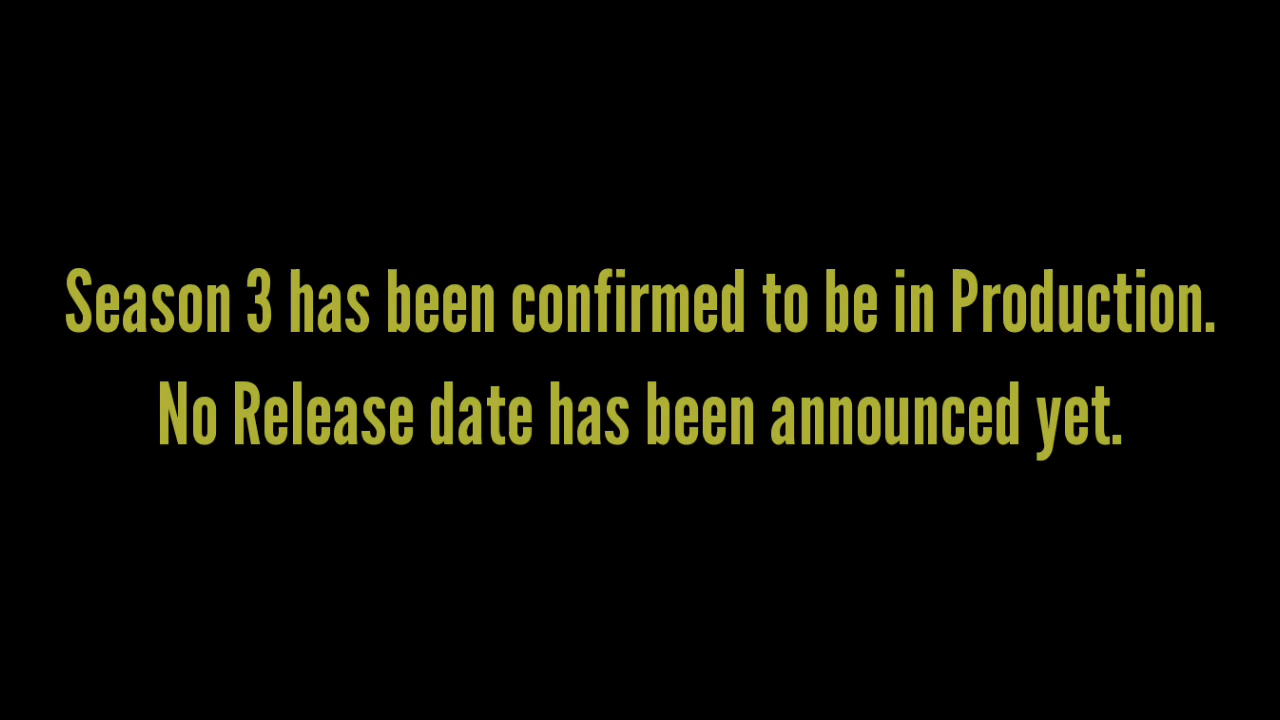 Season 3 has been confirmed to be in Production.
No Release date has been announced yet.